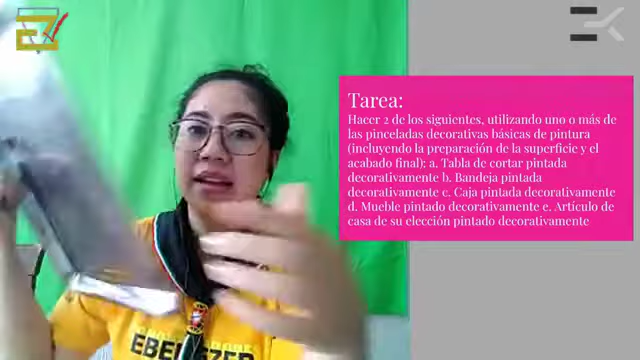 Tarea:
Hacer 2 de los siguientes, utilizando uno o más de
las pinceladas decorativas básicas de pintura
(incluyendo la preparación de la superficie y el
acabado final): a. Tabla de cortar pintada
decorativamente b. Bandeja pintada
decorativamente c. Caja pintada decorativamente
d. Mueble pintado decorativamente e. Artículo de
casa de su elección pintado decorativamente